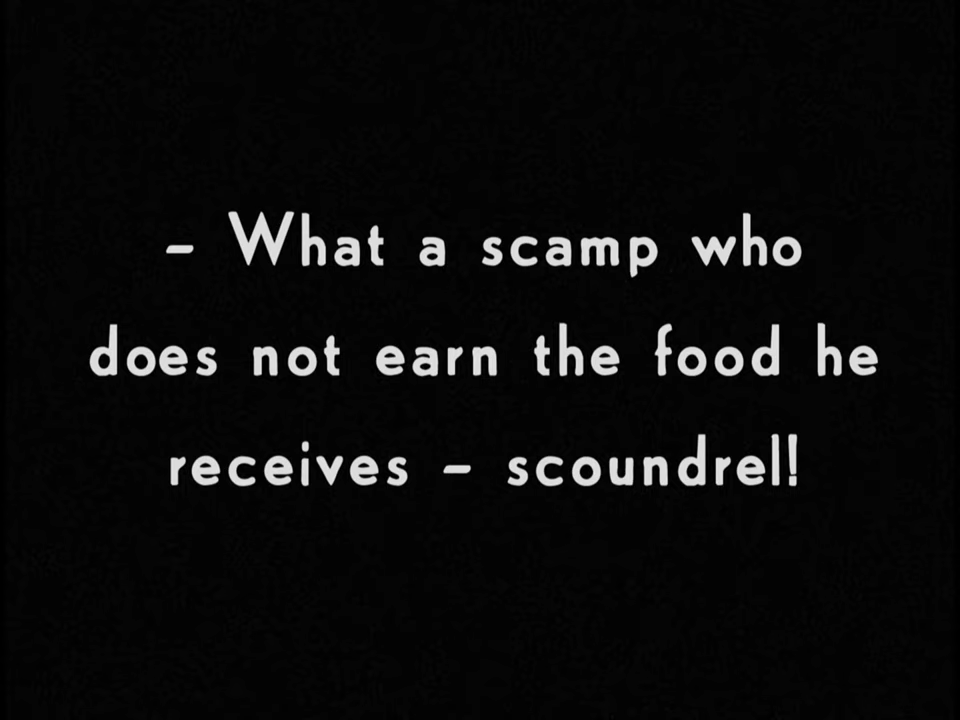 – What a scamp who
does not earn the food he
receives – scoundrel!